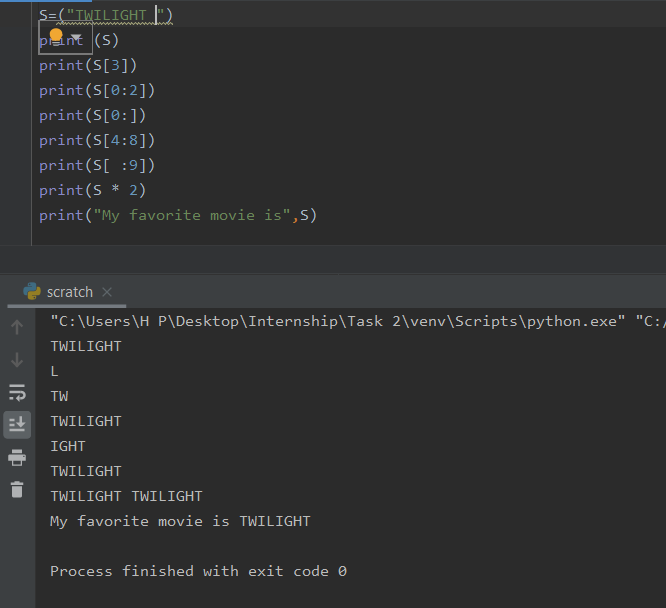 S=("TWILIGHT ")
print (S)
print(S[3])
print(S[0:2])
print(S[0:])
print(S[4:8])
print(S[ :9])
print(S * 2)
print("My favorite movie is",S)
scratch
"C:\Users\H P\Desktop\Internship\Task 2\venv\Scripts\python.exe" "C:/
TWILIGHT
L
TW
TWILIGHT
IGHT
TWILIGHT
TWILIGHT TWILIGHT
My favorite movie is TWILIGHT
Process finished with exit code 0